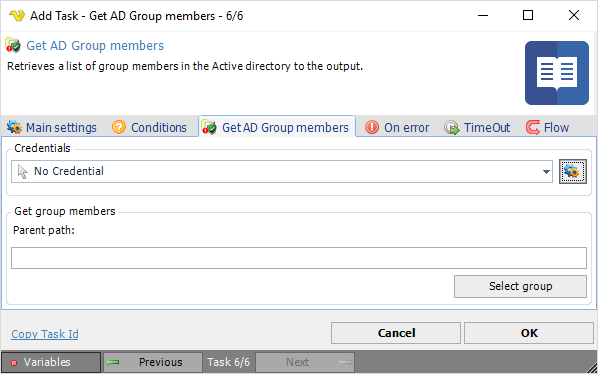 Add Task - Get AD Group members - 6/6
Get AD Group members
Retrieves a list of group members in the Active directory to the output.
Main settings Conditions Get AD Group members On error TimeOut Flow
Credentials
No Credential
Get group members
Parent path:
Select group
Copy Task Id Cancel OK
Variables Previous Task 6/6 Next